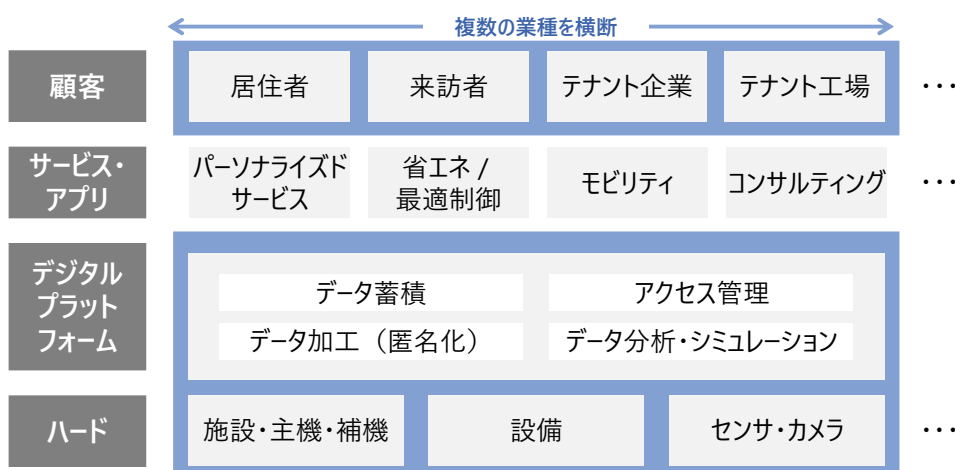 複数の業種を横断
顧客
居住者
来訪者
テナント企業
テナント工場
・・・
サービス・
アプリ
パーソナライズド
サービス
省エネ /
最適制御
モビリティ
コンサルティング
・・・
デジタル
プラット
フォーム
データ蓄積
アクセス管理
データ加工（匿名化）
データ分析・シミュレーション
ハード
施設・主機・補機
設備
センサ・カメラ
・・・